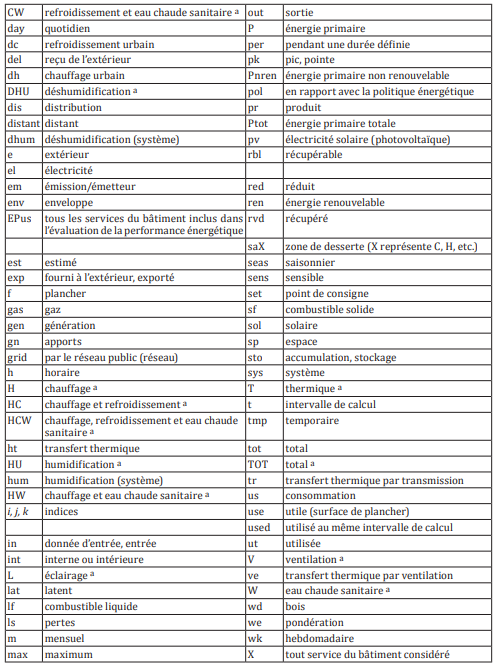 CW refroidissement et eau chaude sanitaire a out sortie
day quotidien P énergie primaire
dc refroidissement urbain per pendant une durée définie
del reçu de l'extérieur pk pic, pointe
dh chauffage urbain Pnren énergie primaire non renouvelable
DHU déshumidification a pol en rapport avec la politique énergétique
dis distribution pr produit
distant distant Ptot énergie primaire totale
dhum déshumidification (système) pv électricité solaire (photovoltaïque)
e extérieur rbl récupérable
el électricité
em émission/émetteur red réduit
env enveloppe ren énergie renouvelable
EPus tous les services du bâtiment inclus dans rvd récupéré
l'évaluation de la performance énergétique
saX zone de desserte (X représente C, H, etc.)
est estimé seas saisonnier
exp fourni à l'extérieur, exporté sens sensible
f plancher set point de consigne
gas gaz sf combustible solide
gen génération sol solaire
gn apports sp espace
grid par le réseau public (réseau) sto accumulation, stockage
h horaire sys système
H chauffage a T thermique a
HC chauffage et refroidissement a t intervalle de calcul
HCW chauffage, refroidissement et eau chaude tmp temporaire
sanitaire a
ht transfert thermique tot total
HU humidification a TOT total a
hum humidification (système) tr transfert thermique par transmission
HW chauffage et eau chaude sanitaire a us consommation
i, j, k indices use utile (surface de plancher)
used utilisé au même intervalle de calcul
in donnée d'entrée, entrée ut utilisée
int interne ou intérieure V ventilation a
L éclairage a ve transfert thermique par ventilation
lat latent W eau chaude sanitaire a
lf combustible liquide wd bois
ls pertes we pondération
m mensuel wk hebdomadaire
max maximum X tout service du bâtiment considéré